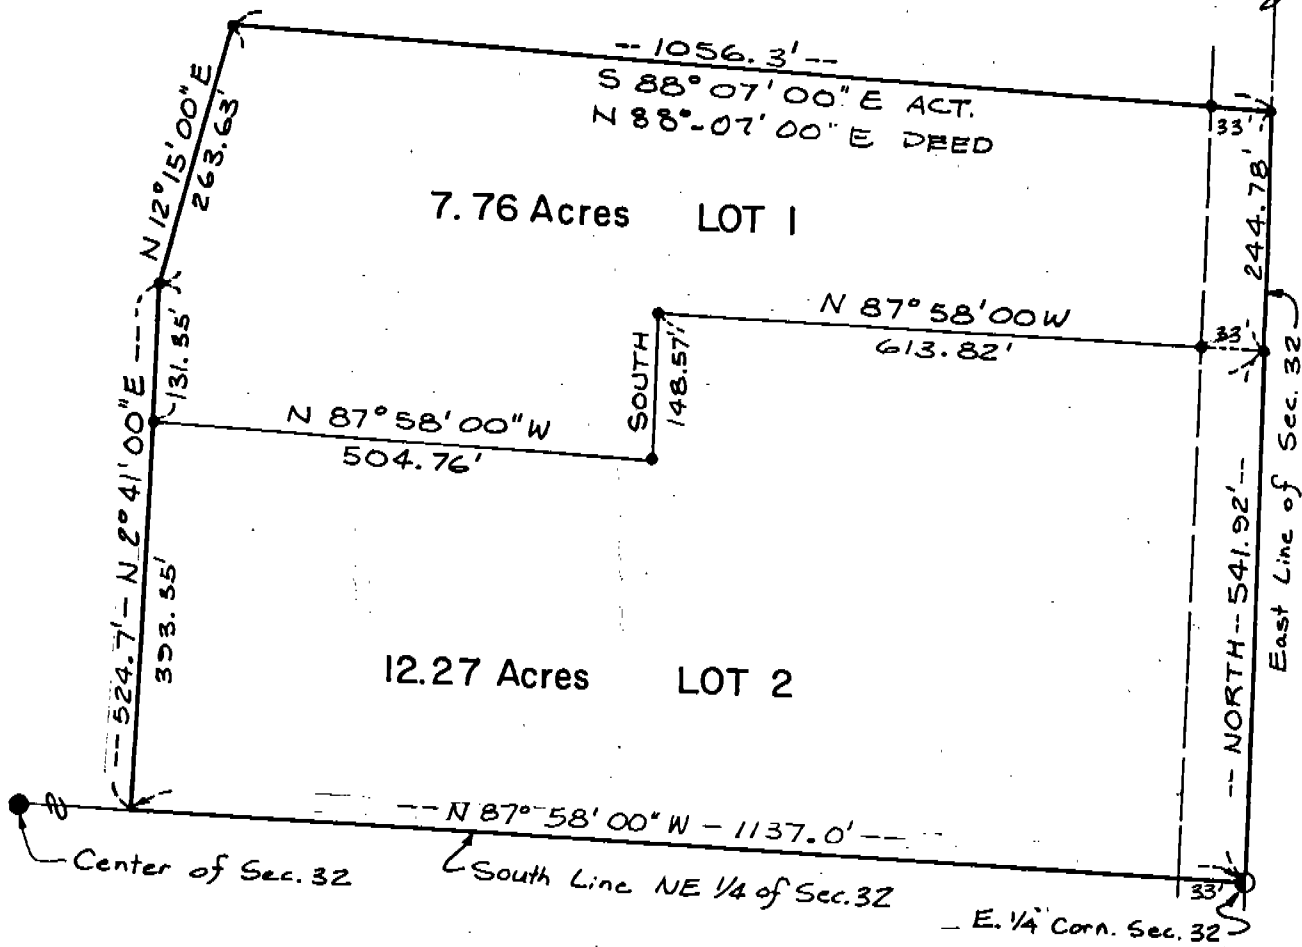 -- 1056.3' --
S 88° 07' 00" E ACT.
N 88°-07' 00" E DEED
33'
N 12° 15' 00" E
263.63'
7.76 Acres LOT 1
244.78'
N 87° 58' 00 W
613.82'
33'
SOUTH
148.57'
131.35'
N 87° 58' 00" W
504.76'
East Line of Sec. 32
--524.7'- N 2° 41' 00" E ----
393.35'
-- NORTH -- 541.92' --
12.27 Acres LOT 2
--- N 87° 58' 00" W - 1137.0' ---
Center of Sec. 32
South Line NE 1/4 of Sec. 32
33'
E. 1/4 Corn. Sec. 32